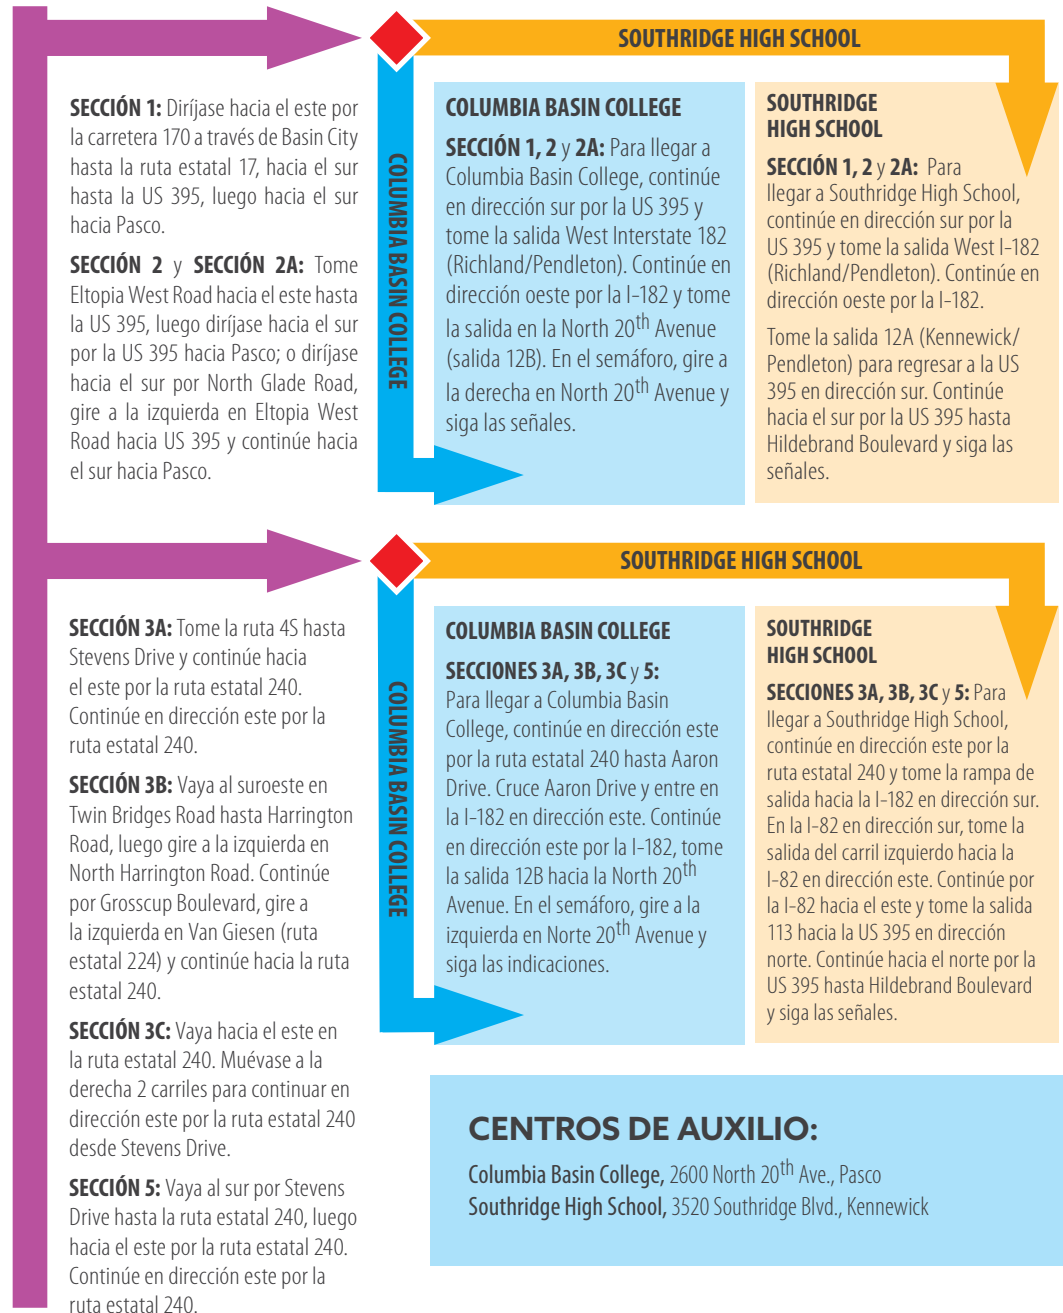 SOUTHRIDGE HIGH SCHOOL
SECCIÓN 1: Diríjase hacia el este por
la carretera 170 a través de Basin City
hasta la ruta estatal 17, hacia el sur
hasta la US 395, luego hacia el sur
hacia Pasco.
SECCIÓN 2 y SECCIÓN 2A: Tome
Eltopia West Road hacia el este hasta
la US 395, luego diríjase hacia el sur
por la US 395 hacia Pasco; o diríjase
hacia el sur por North Glade Road,
gire a la izquierda en Eltopia West
Road hacia US 395 y continúe hacia
el sur hacia Pasco.
COLUMBIA BASIN COLLEGE
COLUMBIA BASIN COLLEGE
SECCIÓN 1, 2 y 2A: Para llegar a
Columbia Basin College, continúe
en dirección sur por la US 395 y
tome la salida West Interstate 182
(Richland/Pendleton). Continúe en
dirección oeste por la I-182 y tome
la salida en la North 20th Avenue
(salida 12B). En el semáforo, gire a
la derecha en North 20th Avenue y
siga las señales.
SOUTHRIDGE
HIGH SCHOOL
SECCIÓN 1, 2 y 2A: Para
llegar a Southridge High School,
continúe en dirección sur por la
US 395 y tome la salida West I-182
(Richland/Pendleton). Continúe en
dirección oeste por la I-182.
Tome la salida 12A (Kennewick/
Pendleton) para regresar a la US
395 en dirección sur. Continúe
hacia el sur por la US 395 hasta
Hildebrand Boulevard y siga las
señales.
SOUTHRIDGE HIGH SCHOOL
SECCIÓN 3A: Tome la ruta 4S hasta
Stevens Drive y continúe hacia
el este por la ruta estatal 240.
Continúe en dirección este por la
ruta estatal 240.
SECCIÓN 3B: Vaya al suroeste en
Twin Bridges Road hasta Harrington
Road, luego gire a la izquierda en
North Harrington Road. Continúe
por Grosscup Boulevard, gire a
la izquierda en Van Giesen (ruta
estatal 224) y continúe hacia la ruta
estatal 240.
SECCIÓN 3C: Vaya hacia el este en
la ruta estatal 240. Muévase a la
derecha 2 carriles para continuar en
dirección este por la ruta estatal 240
desde Stevens Drive.
SECCIÓN 5: Vaya al sur por Stevens
Drive hasta la ruta estatal 240, luego
hacia el este por la ruta estatal 240.
Continúe en dirección este por la
ruta estatal 240.
COLUMBIA BASIN COLLEGE
COLUMBIA BASIN COLLEGE
SECCIONES 3A, 3B, 3C y 5:
Para llegar a Columbia Basin
College, continúe en dirección este
por la ruta estatal 240 hasta Aaron
Drive. Cruce Aaron Drive y entre en
la I-182 en dirección este. Continúe
en dirección este por la I-182, tome
la salida 12B hacia la North 20th
Avenue. En el semáforo, gire a la
izquierda en Norte 20th Avenue y
siga las indicaciones.
SOUTHRIDGE
HIGH SCHOOL
SECCIONES 3A, 3B, 3C y 5: Para
llegar a Southridge High School,
continúe en dirección este por la
ruta estatal 240 y tome la rampa de
salida hacia la I-182 en dirección sur.
En la I-82 en dirección sur, tome la
salida del carril izquierdo hacia la
I-82 en dirección este. Continúe por
la I-82 hacia el este y tome la salida
113 hacia la US 395 en dirección
norte. Continúe hacia el norte por la
US 395 hasta Hildebrand Boulevard
y siga las señales.
CENTROS DE AUXILIO:
Columbia Basin College, 2600 North 20th Ave., Pasco
Southridge High School, 3520 Southridge Blvd., Kennewick